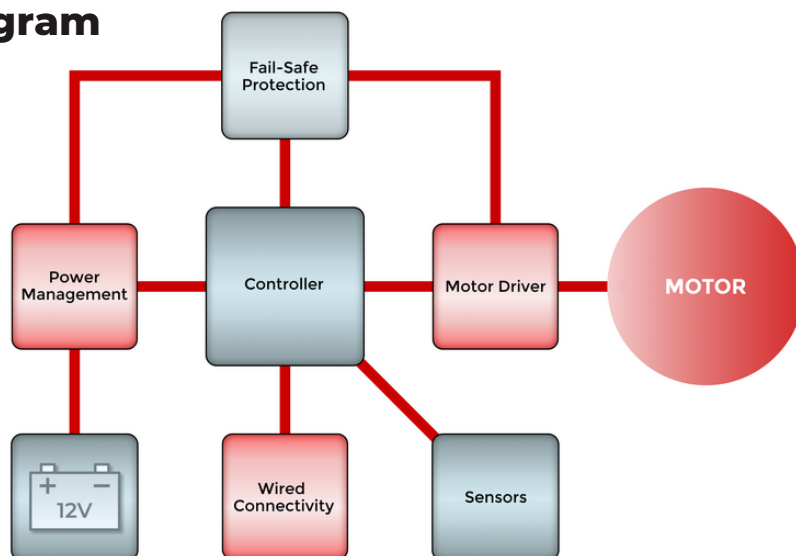 gram
Fail-Safe
Protection
Power
Management
Controller
Motor Driver
MOTOR
+ −
12V
Wired
Connectivity
Sensors